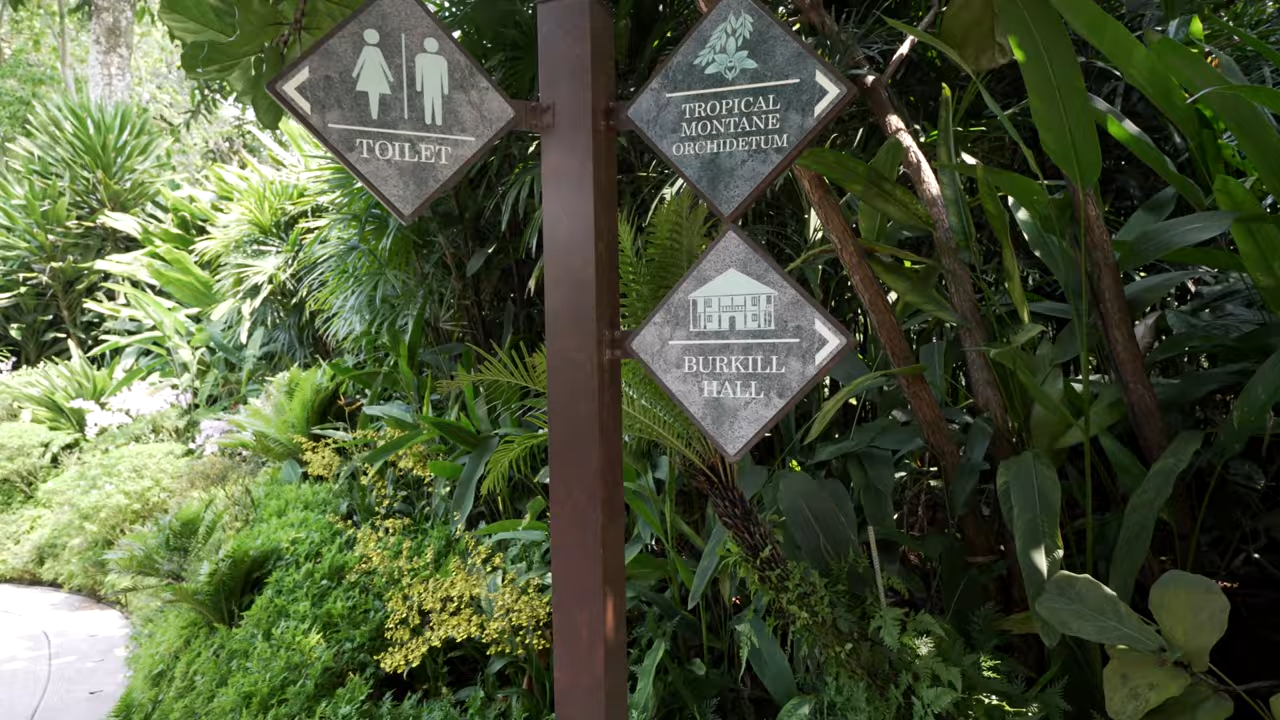 TOILET
TROPICAL
MONTANE
ORCHIDETUM
BURKILL
HALL